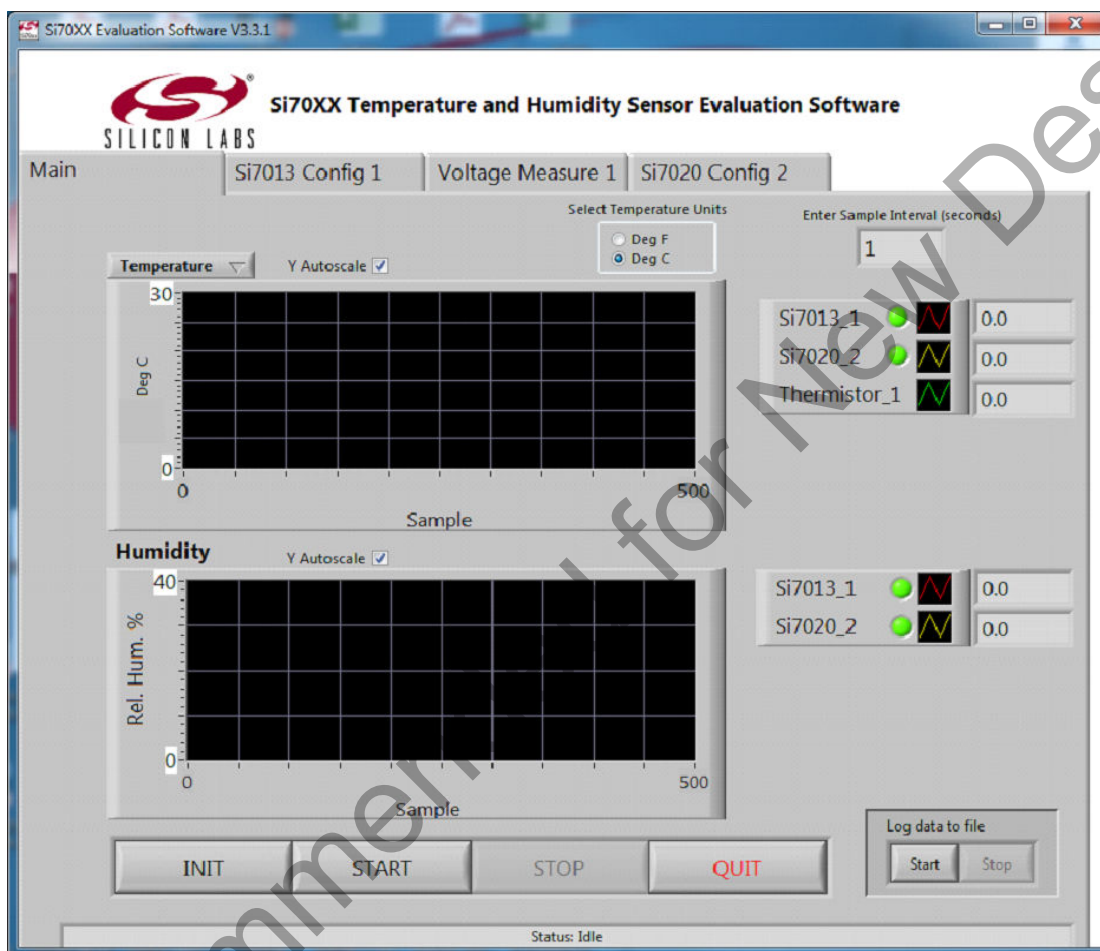 Si70XX Evaluation Software V3.3.1
SILICON LABS
®
Si70XX Temperature and Humidity Sensor Evaluation Software
Main
Si7013 Config 1
Voltage Measure 1
Si7020 Config 2
Select Temperature Units
Deg F
Deg C
Enter Sample Interval (seconds)
1
Temperature
Y Autoscale
30
Deg C
0
0
500
Sample
Si7013_1
0.0
Si7020_2
0.0
Thermistor_1
0.0
Humidity
Y Autoscale
40
Rel. Hum. %
0
0
500
Sample
Si7013_1
0.0
Si7020_2
0.0
INIT
START
STOP
QUIT
Log data to file
Start
Stop
Status: Idle
for New